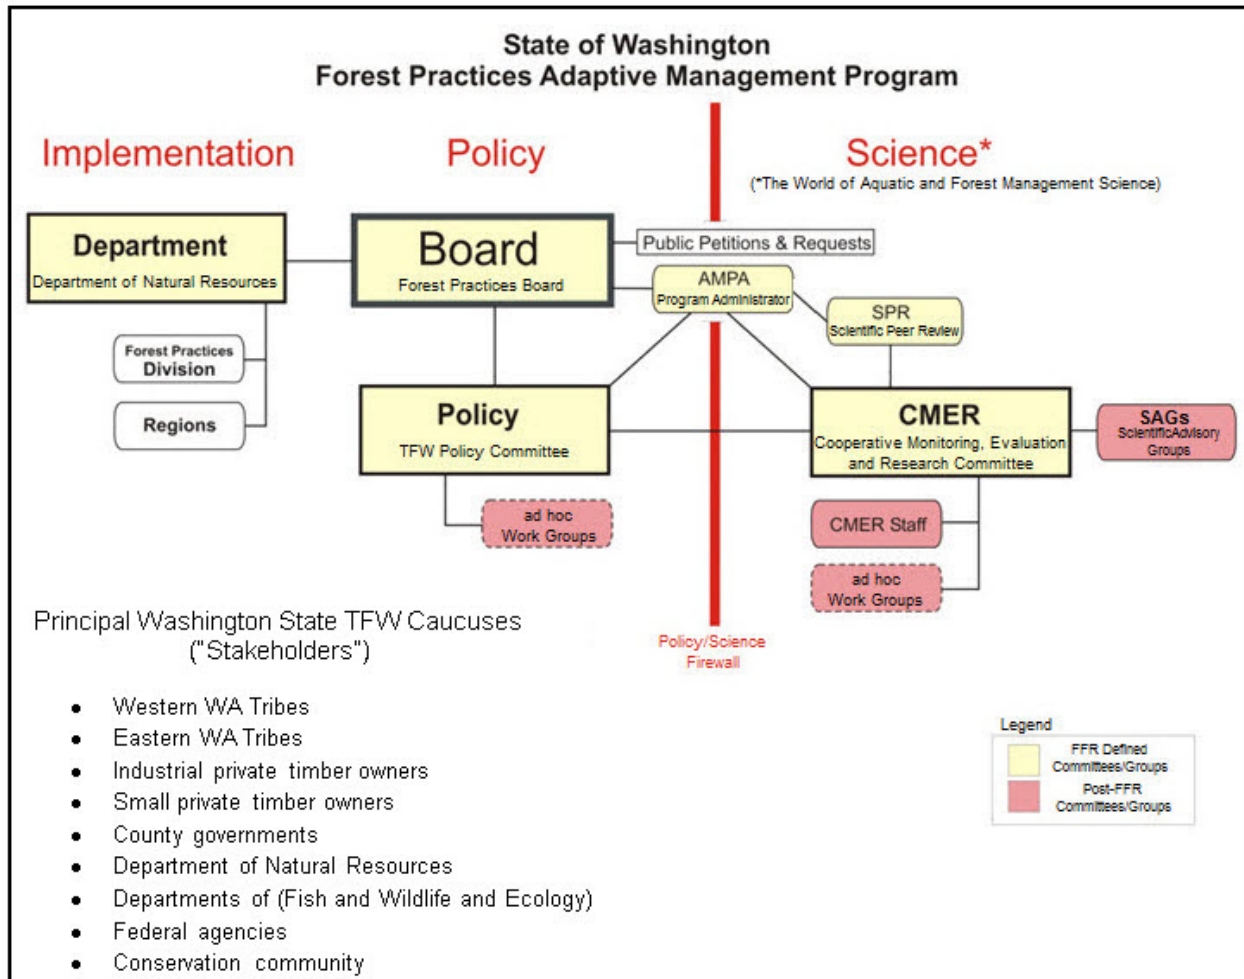 State of Washington
Forest Practices Adaptive Management Program
Implementation
Policy
Science*
(*The World of Aquatic and Forest Management Science)
Department
Department of Natural Resources
Board
Forest Practices Board
Public Petitions & Requests
AMPA
Program Administrator
SPR
Scientific Peer Review
Forest Practices
Division
Regions
Policy
TFW Policy Committee
CMER
Cooperative Monitoring, Evaluation
and Research Committee
SAGs
ScientificAdvisory
Groups
ad hoc
Work Groups
CMER Staff
ad hoc
Work Groups
Policy/Science
Firewall
Principal Washington State TFW Caucuses
("Stakeholders")
• Western WA Tribes
• Eastern WA Tribes
• Industrial private timber owners
• Small private timber owners
• County governments
• Department of Natural Resources
• Departments of (Fish and Wildlife and Ecology)
• Federal agencies
• Conservation community
Legend
FFR Defined
Committees/Groups
Post-FFR
Committees/Groups